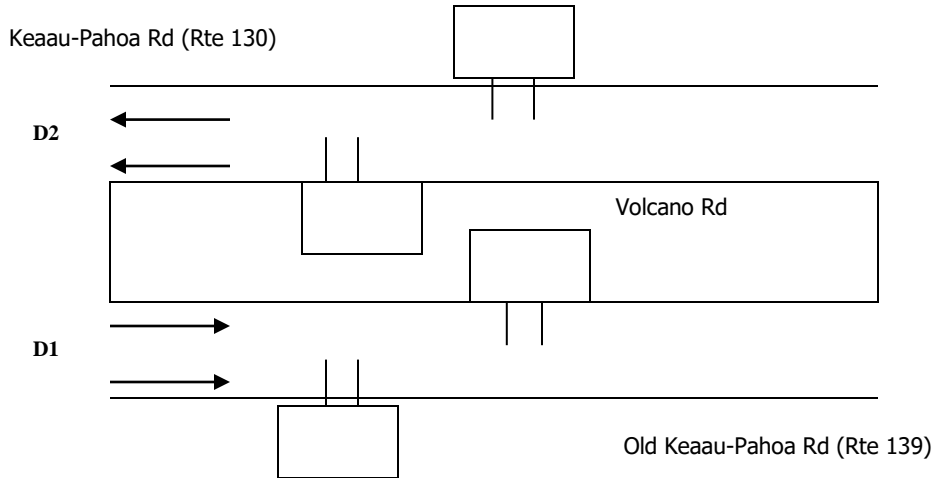 Keaau-Pahoa Rd (Rte 130)
D2
Volcano Rd
D1
Old Keaau-Pahoa Rd (Rte 139)